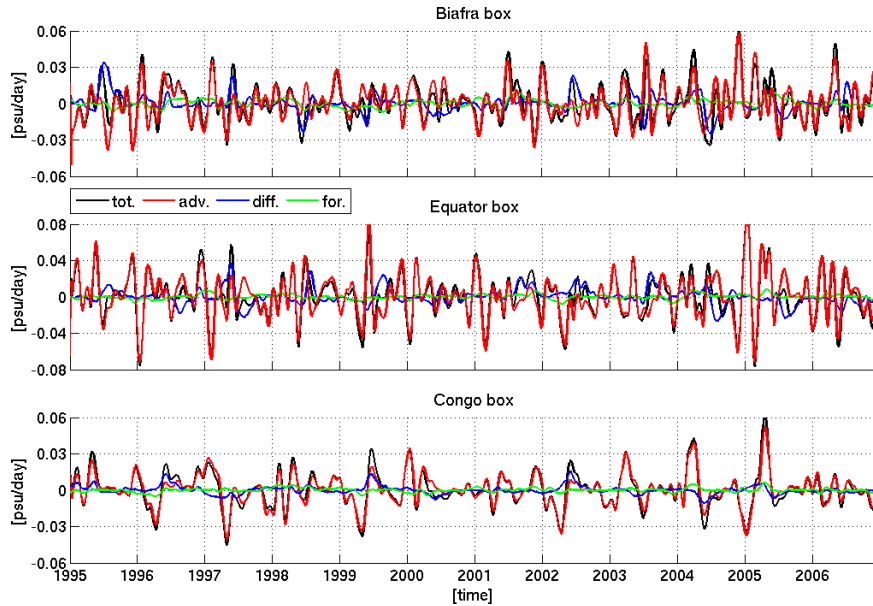 Biafra box
[psu/day]
0.06
0.03
0
-0.03
-0.06
tot. adv. diff. for.
Equator box
[psu/day]
0.08
0.04
0
-0.04
-0.08
Congo box
[psu/day]
0.06
0.03
0
-0.03
-0.06
1995 1996 1997 1998 1999 2000 2001 2002 2003 2004 2005 2006
[time]